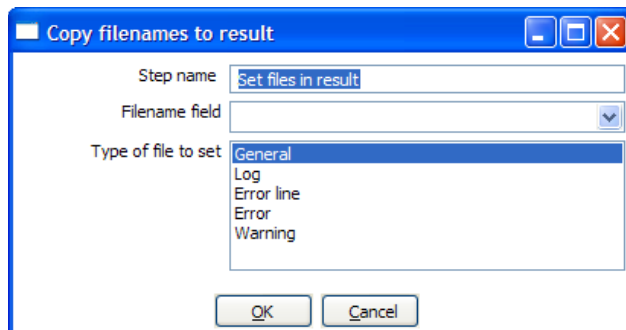 Copy filenames to result
Step name Set files in result
Filename field
Type of file to set General
Log
Error line
Error
Warning
OK Cancel